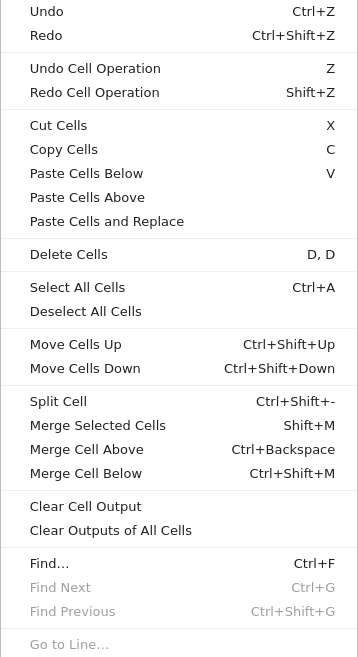 Undo Ctrl+Z
Redo Ctrl+Shift+Z
Undo Cell Operation Z
Redo Cell Operation Shift+Z
Cut Cells X
Copy Cells C
Paste Cells Below V
Paste Cells Above
Paste Cells and Replace
Delete Cells D, D
Select All Cells Ctrl+A
Deselect All Cells
Move Cells Up Ctrl+Shift+Up
Move Cells Down Ctrl+Shift+Down
Split Cell Ctrl+Shift+-
Merge Selected Cells Shift+M
Merge Cell Above Ctrl+Backspace
Merge Cell Below Ctrl+Shift+M
Clear Cell Output
Clear Outputs of All Cells
Find… Ctrl+F
Find Next Ctrl+G
Find Previous Ctrl+Shift+G
Go to Line…